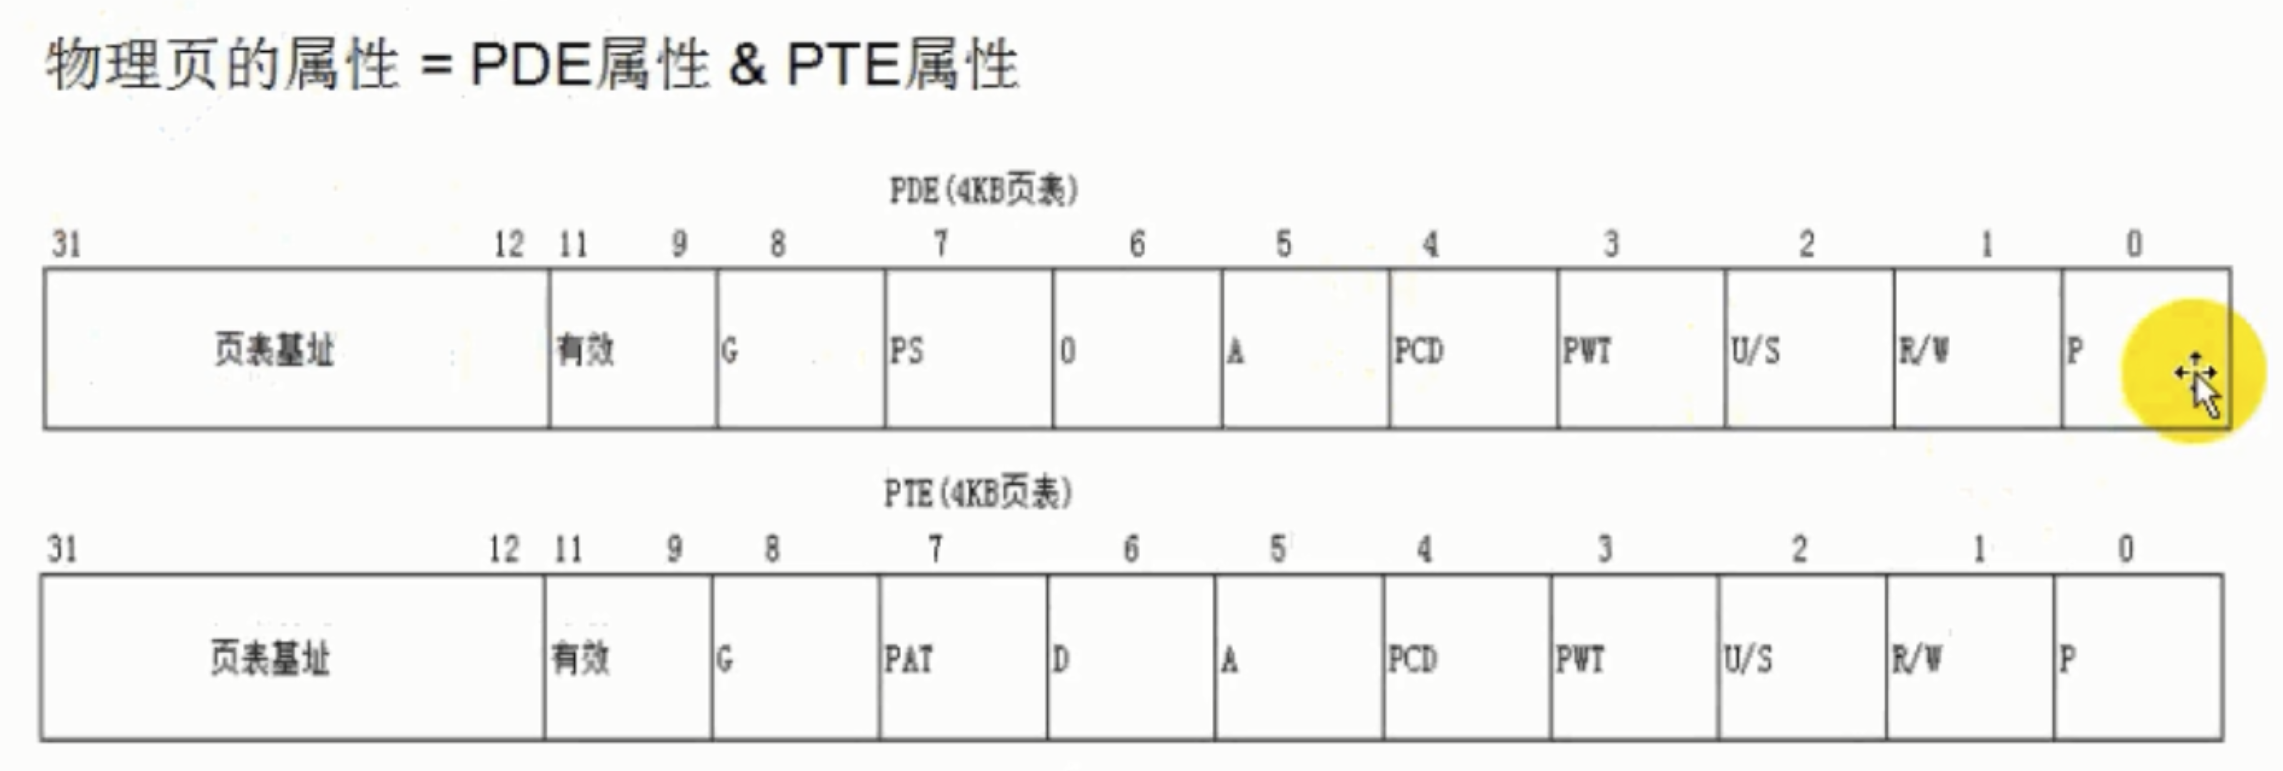 物理页的属性 = PDE属性 & PTE属性
PDE(4KB页表)
31 12 11 9 8 7 6 5 4 3 2 1 0
页表基址 有效 G PS 0 A PCD PWT U/S R/W P
PTE(4KB页表)
31 12 11 9 8 7 6 5 4 3 2 1 0
页表基址 有效 G PAT D A PCD PWT U/S R/W P